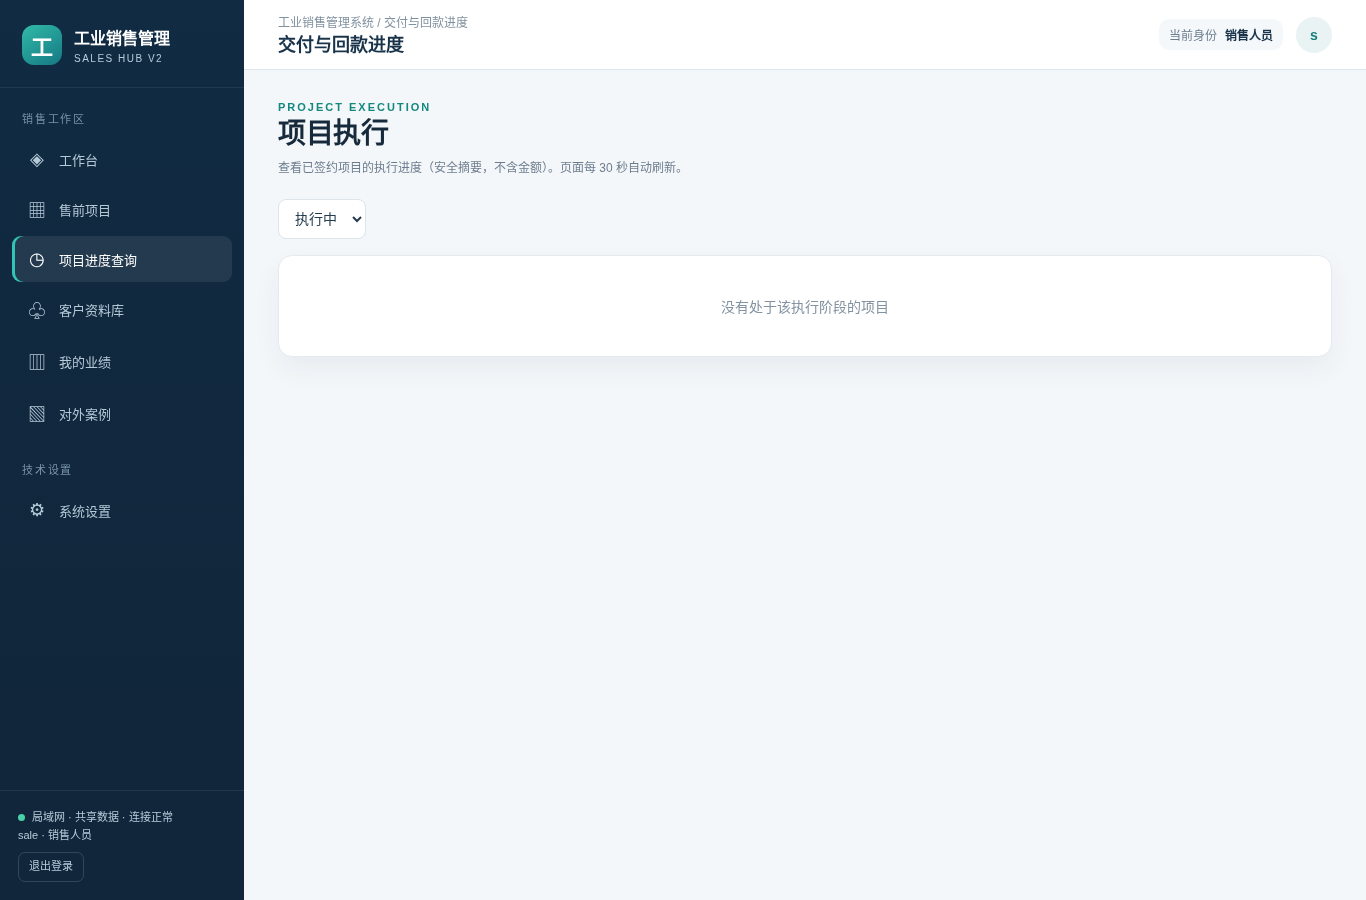 工
工业销售管理
SALES HUB V2
销售工作区
工作台
售前项目
项目进度查询
客户资料库
我的业绩
对外案例
技术设置
系统设置
局域网 · 共享数据 · 连接正常
sale · 销售人员
退出登录
工业销售管理系统 / 交付与回款进度
交付与回款进度
当前身份 销售人员
s
PROJECT EXECUTION
项目执行
查看已签约项目的执行进度（安全摘要，不含金额）。页面每 30 秒自动刷新。
执行中
没有处于该执行阶段的项目